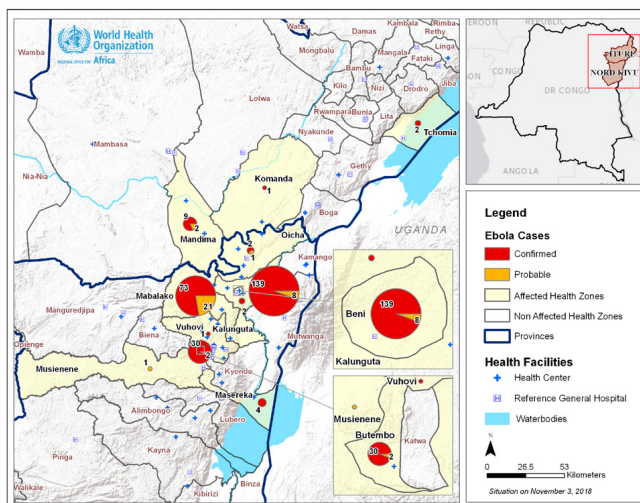 World Health
Organization
REGIONAL OFFICE FOR Africa
Wamba
Watsa
Kambala
Rimba
Damas
Rethy
Mongbalu
Mangala
Linga
Bambu
Fataki
Jiba
Kilo
Nizi
Drodro
Lolwa
Rwampara
Bunia
Lita
2
Tchomia
Nyakunde
Mambasa
Gethy
Nia-Nia
Komanda
1
Boga
9
2
Mandima
Oicha
2
1
UGANDA
Kamango
73
21
Mabalako
139
8
Manguredjipa
Vuhovi
1
Kalunguta
Mutwanga
Biena
30
2
Opienge
Musienene
1
Kyondo
Masereka
4
Alimbongo
Lubero
Pinga
Kayna
Walikale
Kibirizi
Binza
139
Beni
8
Kalunguta
Vuhovi
Musienene
Butembo
Katwa
30
2
REPUBLIC
CONGO
ITURI
NORD KIVU
DR CONGO
ANGOLA
Legend
Ebola Cases
Confirmed
Probable
Affected Health Zones
Non Affected Health Zones
Provinces
Health Facilities
Health Center
Reference General Hospital
Waterbodies
N
0 26.5 53
Kilometers
Situation on November 3, 2018